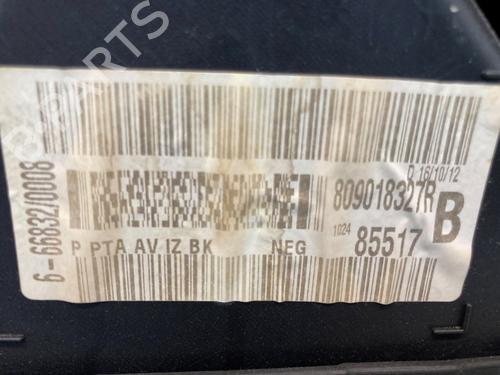 B-PARTS
D 16/10/12
6-66832/0008
809018327R
B
1024
85517
P PTA AV IZ BK NEG